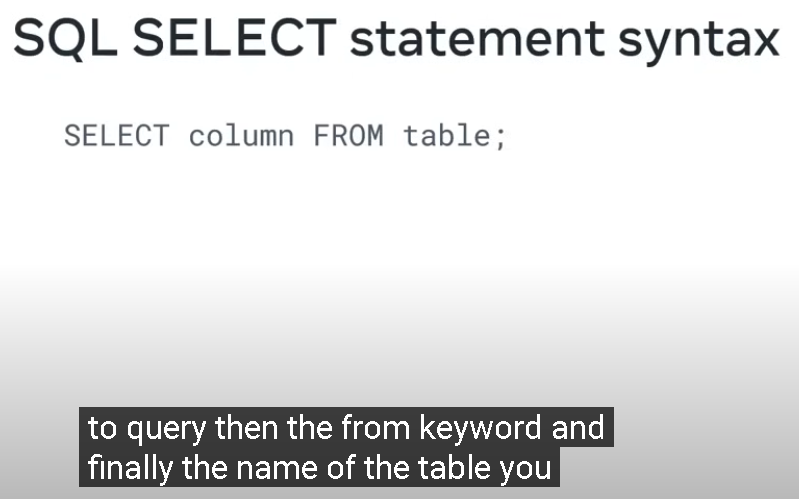 SQL SELECT statement syntax
SELECT column FROM table;
to query then the from keyword and
finally the name of the table you